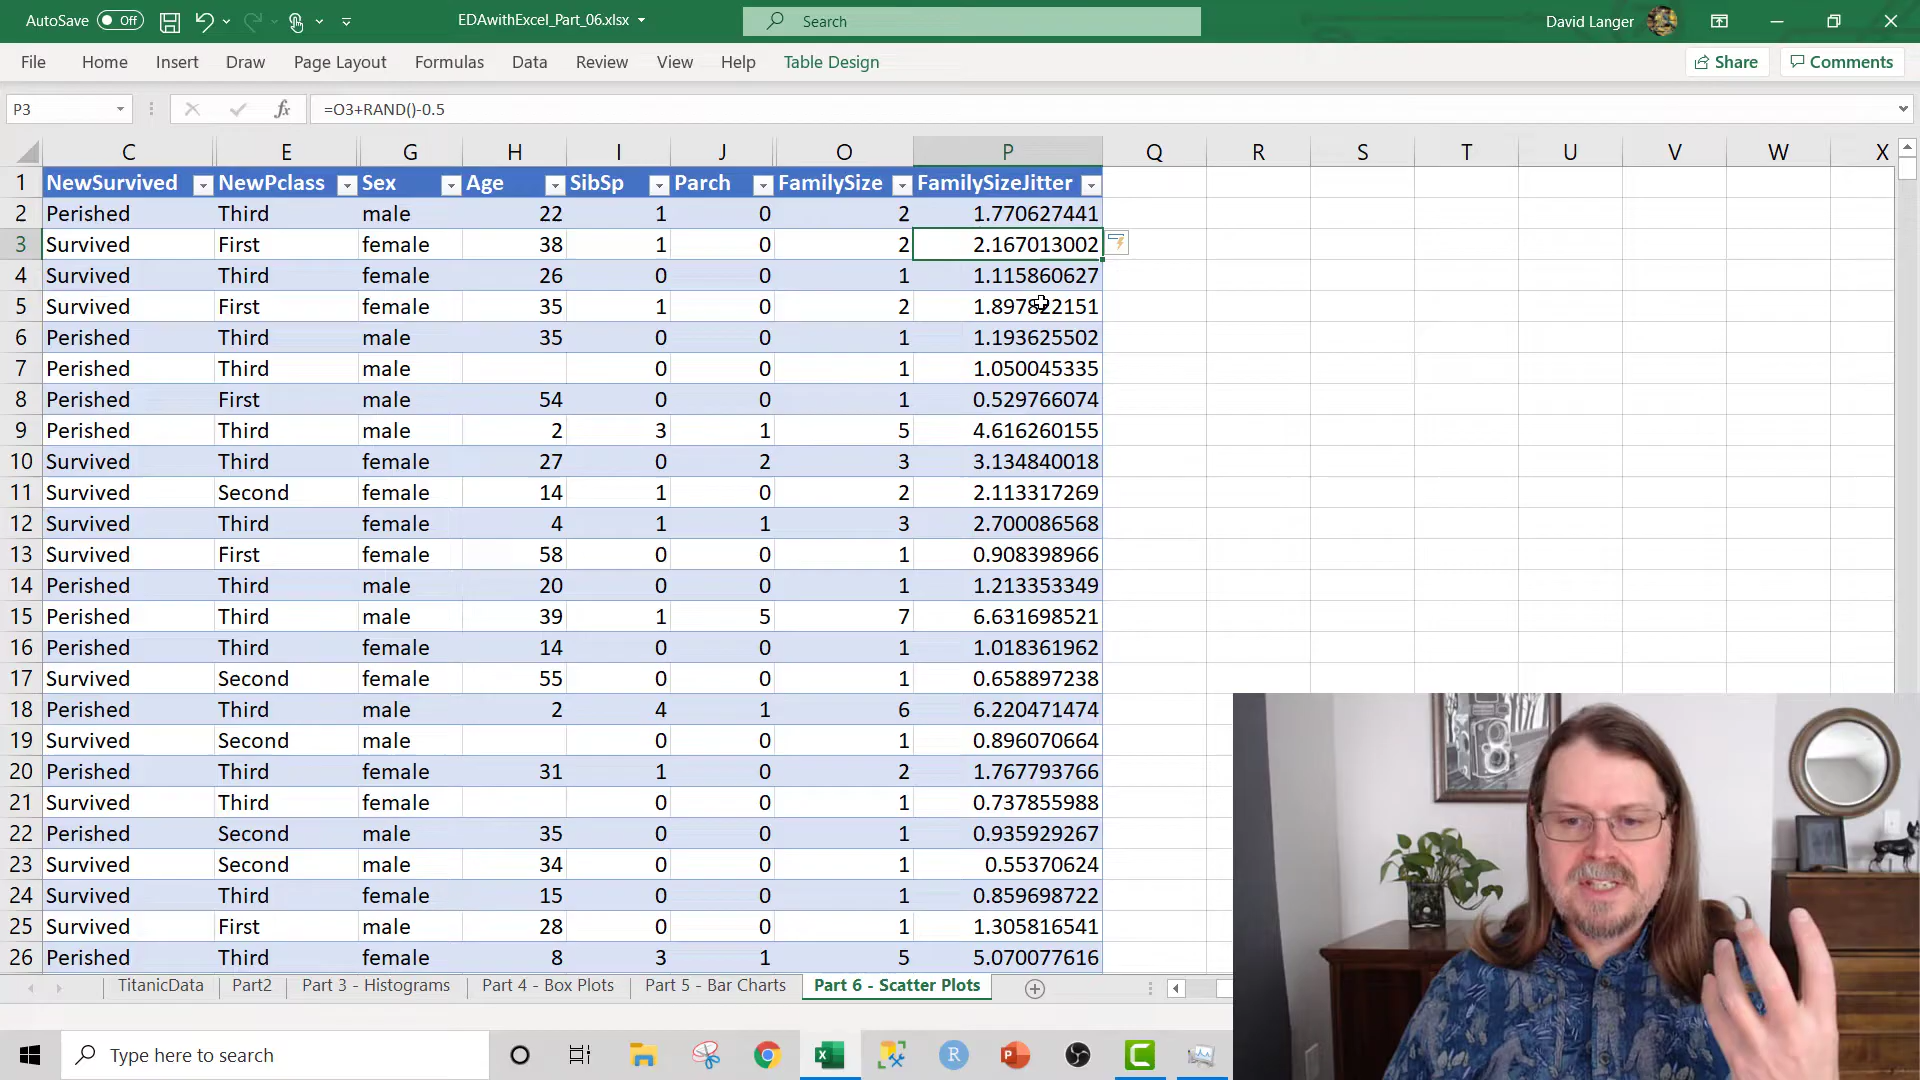 AutoSave Off EDAwithExcel_Part_06.xlsx Search David Langer
File Home Insert Draw Page Layout Formulas Data Review View Help Table Design Share Comments
P3 fx =O3+RAND()-0.5
C E G H I J O P Q R S T U V W X
1 NewSurvived NewPclass Sex Age SibSp Parch FamilySize FamilySizeJitter
2 Perished Third male 22 1 0 2 1.770627441
3 Survived First female 38 1 0 2 2.167013002
4 Survived Third female 26 0 0 1 1.115860627
5 Survived First female 35 1 0 2 1.897822151
6 Perished Third male 35 0 0 1 1.193625502
7 Perished Third male 0 0 1 1.050045335
8 Perished First male 54 0 0 1 0.529766074
9 Perished Third male 2 3 1 5 4.616260155
10 Survived Third female 27 0 2 3 3.134840018
11 Survived Second female 14 1 0 2 2.113317269
12 Survived Third female 4 1 1 3 2.700086568
13 Survived First female 58 0 0 1 0.908398966
14 Perished Third male 20 0 0 1 1.213353349
15 Perished Third male 39 1 5 7 6.631698521
16 Perished Third female 14 0 0 1 1.018361962
17 Survived Second female 55 0 0 1 0.658897238
18 Perished Third male 2 4 1 6 6.220471474
19 Survived Second male 0 0 1 0.896070664
20 Perished Third female 31 1 0 2 1.767793766
21 Survived Third female 0 0 1 0.737855988
22 Perished Second male 35 0 0 1 0.935929267
23 Survived Second male 34 0 0 1 0.55370624
24 Survived Third female 15 0 0 1 0.859698722
25 Survived First male 28 0 0 1 1.305816541
26 Perished Third female 8 3 1 5 5.070077616
TitanicData Part2 Part 3 - Histograms Part 4 - Box Plots Part 5 - Bar Charts Part 6 - Scatter Plots
Type here to search